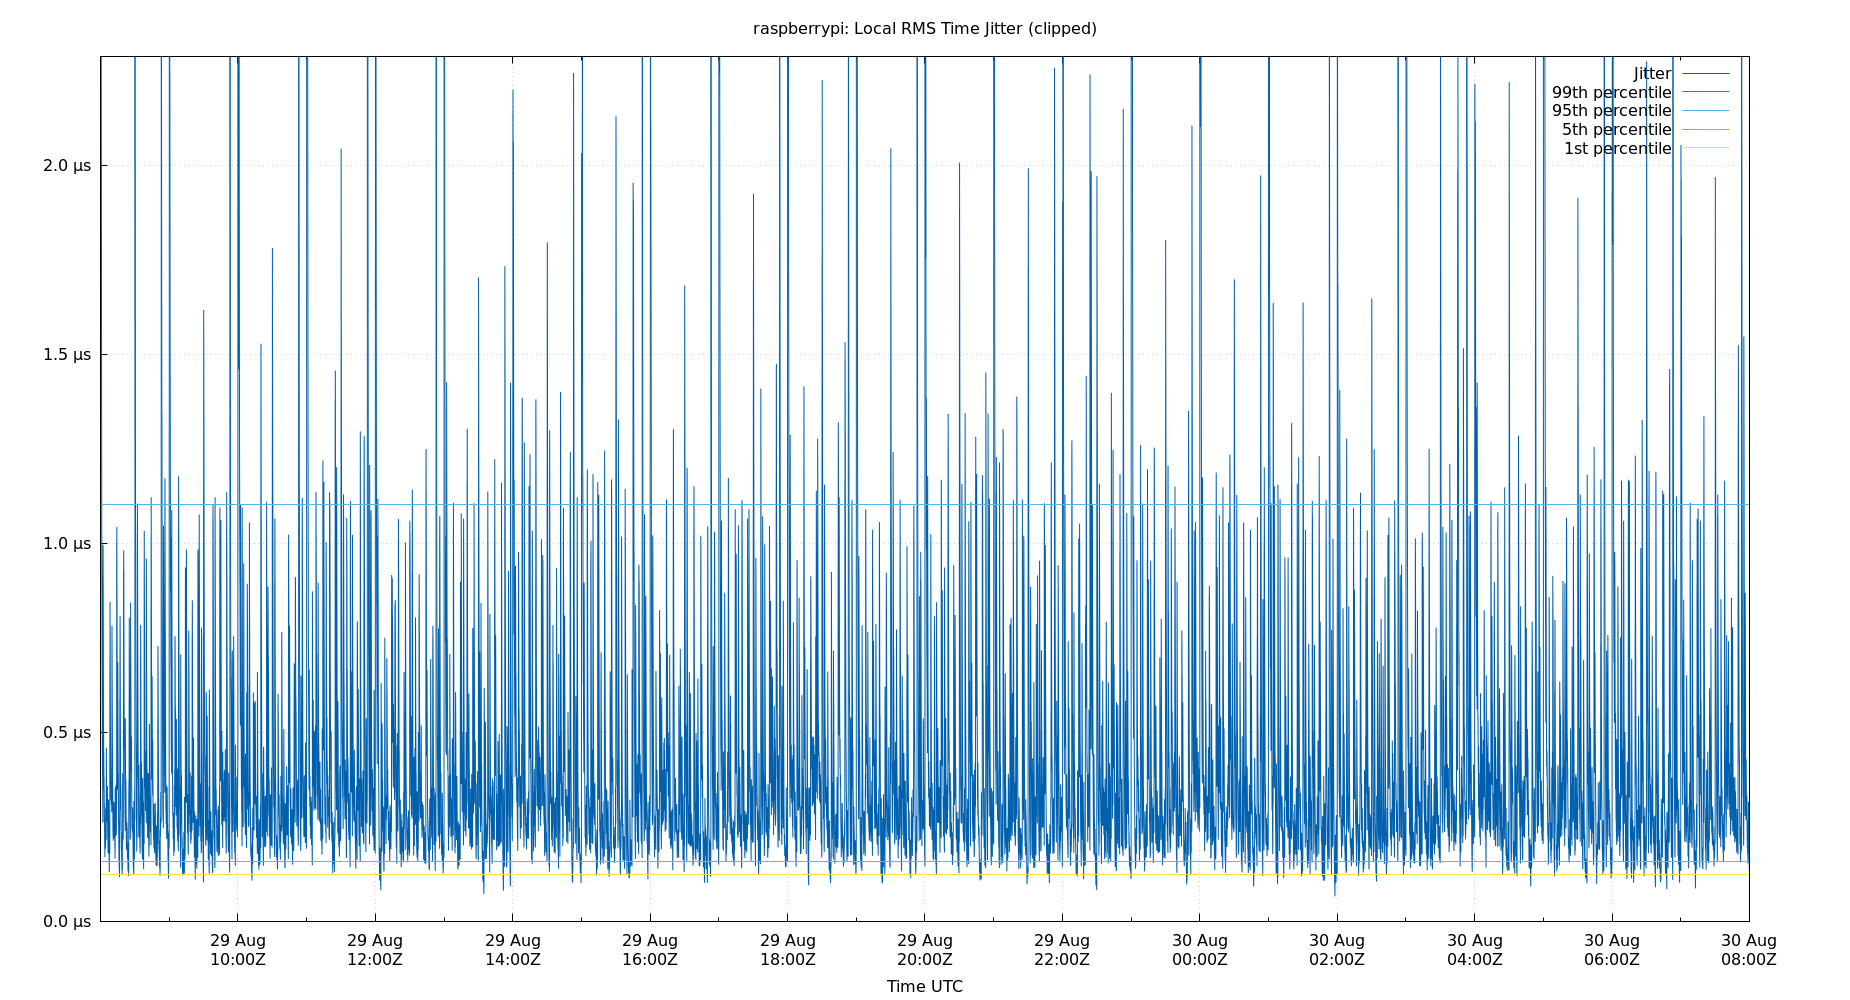 raspberrypi: Local RMS Time Jitter (clipped)
Jitter
99th percentile
95th percentile
5th percentile
1st percentile
2.0 µs
1.5 µs
1.0 µs
0.5 µs
0.0 µs
29 Aug 29 Aug 29 Aug 29 Aug 29 Aug 29 Aug 29 Aug 30 Aug 30 Aug 30 Aug 30 Aug 30 Aug
10:00Z 12:00Z 14:00Z 16:00Z 18:00Z 20:00Z 22:00Z 00:00Z 02:00Z 04:00Z 06:00Z 08:00Z
Time UTC